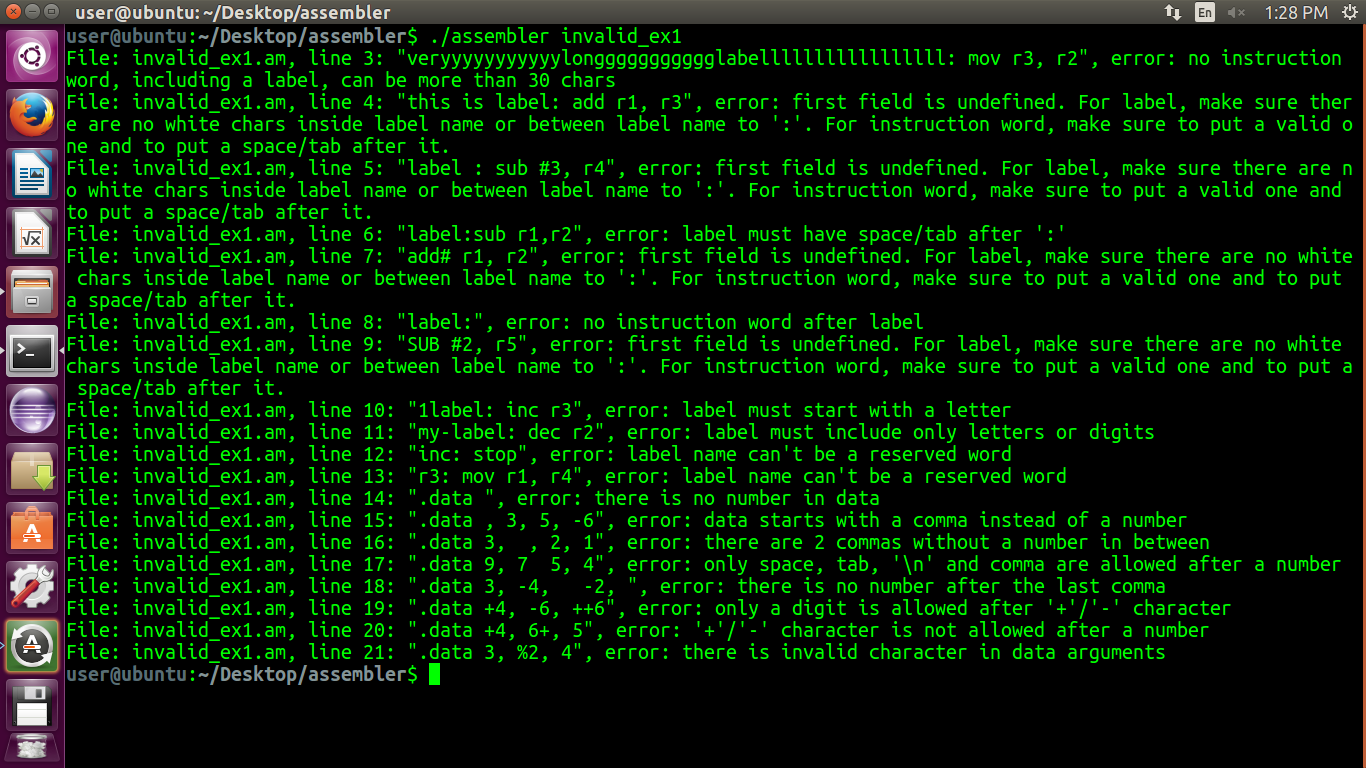 user@ubuntu: ~/Desktop/assembler
En
1:28 PM
user@ubuntu:~/Desktop/assembler$ ./assembler invalid_ex1
File: invalid_ex1.am, line 3: "veryyyyyyyyyyylonggggggggggglabellllllllllllllllll: mov r3, r2", error: no instruction
word, including a label, can be more than 30 chars
File: invalid_ex1.am, line 4: "this is label: add r1, r3", error: first field is undefined. For label, make sure ther
e are no white chars inside label name or between label name to ':'. For instruction word, make sure to put a valid o
ne and to put a space/tab after it.
File: invalid_ex1.am, line 5: "label : sub #3, r4", error: first field is undefined. For label, make sure there are n
o white chars inside label name or between label name to ':'. For instruction word, make sure to put a valid one and
to put a space/tab after it.
File: invalid_ex1.am, line 6: "label:sub r1,r2", error: label must have space/tab after ':'
File: invalid_ex1.am, line 7: "add# r1, r2", error: first field is undefined. For label, make sure there are no white
 chars inside label name or between label name to ':'. For instruction word, make sure to put a valid one and to put
a space/tab after it.
File: invalid_ex1.am, line 8: "label:", error: no instruction word after label
File: invalid_ex1.am, line 9: "SUB #2, r5", error: first field is undefined. For label, make sure there are no white
chars inside label name or between label name to ':'. For instruction word, make sure to put a valid one and to put a
 space/tab after it.
File: invalid_ex1.am, line 10: "1label: inc r3", error: label must start with a letter
File: invalid_ex1.am, line 11: "my-label: dec r2", error: label must include only letters or digits
File: invalid_ex1.am, line 12: "inc: stop", error: label name can't be a reserved word
File: invalid_ex1.am, line 13: "r3: mov r1, r4", error: label name can't be a reserved word
File: invalid_ex1.am, line 14: ".data ", error: there is no number in data
File: invalid_ex1.am, line 15: ".data , 3, 5, -6", error: data starts with a comma instead of a number
File: invalid_ex1.am, line 16: ".data 3,  , 2, 1", error: there are 2 commas without a number in between
File: invalid_ex1.am, line 17: ".data 9, 7  5, 4", error: only space, tab, '\n' and comma are allowed after a number
File: invalid_ex1.am, line 18: ".data 3, -4,   -2, ", error: there is no number after the last comma
File: invalid_ex1.am, line 19: ".data +4, -6, ++6", error: only a digit is allowed after '+'/'-' character
File: invalid_ex1.am, line 20: ".data +4, 6+, 5", error: '+'/'-' character is not allowed after a number
File: invalid_ex1.am, line 21: ".data 3, %2, 4", error: there is invalid character in data arguments
user@ubuntu:~/Desktop/assembler$